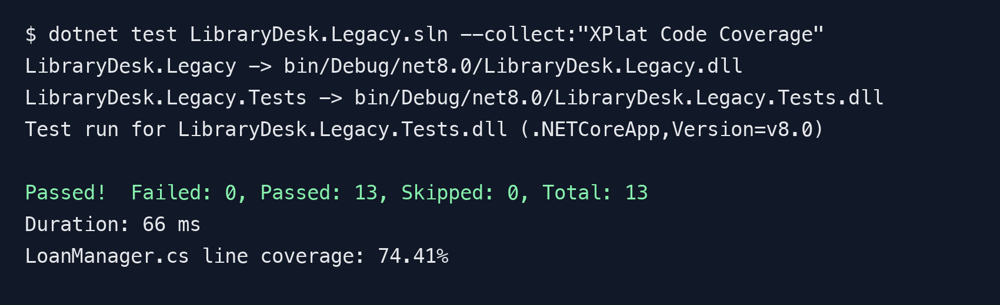 $ dotnet test LibraryDesk.Legacy.sln --collect:"XPlat Code Coverage"
LibraryDesk.Legacy -> bin/Debug/net8.0/LibraryDesk.Legacy.dll
LibraryDesk.Legacy.Tests -> bin/Debug/net8.0/LibraryDesk.Legacy.Tests.dll
Test run for LibraryDesk.Legacy.Tests.dll (.NETCoreApp,Version=v8.0)
Passed!  Failed: 0, Passed: 13, Skipped: 0, Total: 13
Duration: 66 ms
LoanManager.cs line coverage: 74.41%